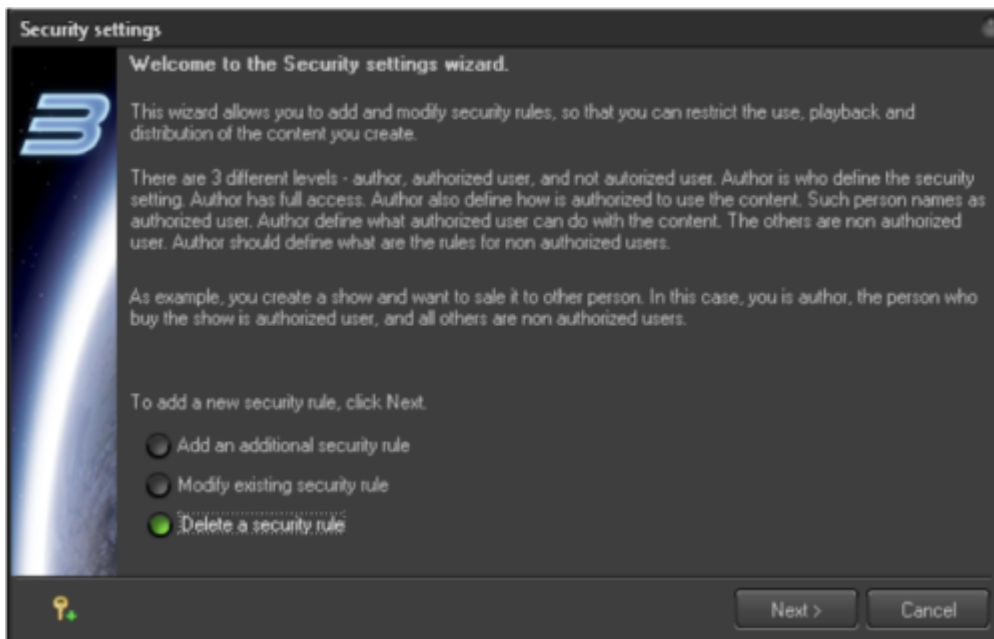 Security settings
Welcome to the Security settings wizard.
This wizard allows you to add and modify security rules, so that you can restrict the use, playback and
distribution of the content you create.
There are 3 different levels - author, authorized user, and not autorized user. Author is who define the security
setting. Author has full access. Author also define how is authorized to use the content. Such person names as
authorized user. Author define what authorized user can do with the content. The others are non authorized
user. Author should define what are the rules for non authorized users.
As example, you create a show and want to sale it to other person. In this case, you is author, the person who
buy the show is authorized user, and all others are non authorized users.
To add a new security rule, click Next.
Add an additional security rule
Modify existing security rule
Delete a security rule
3
Next >
Cancel